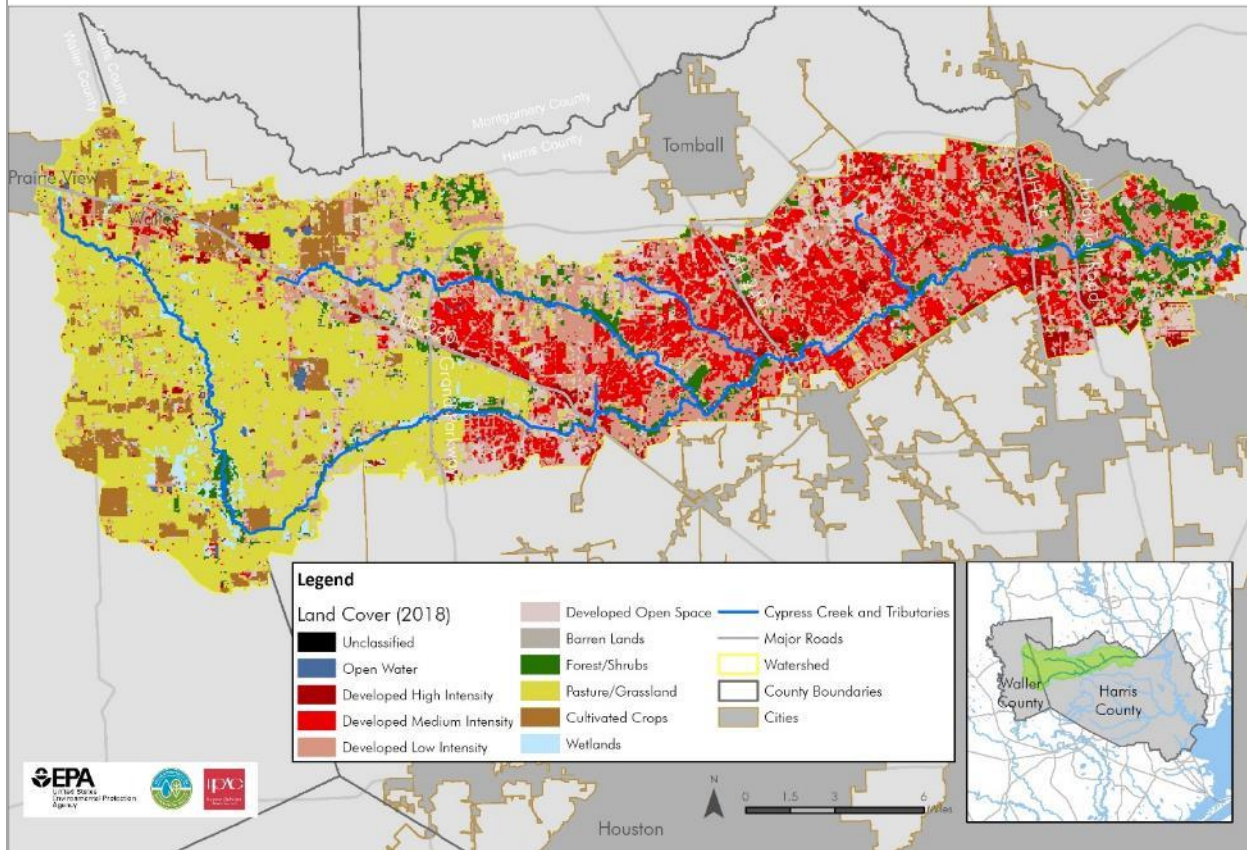 Waller County
Montgomery County
Harris County
Tomball
Prairie View
Waller
Legend
Land Cover (2018)
Unclassified
Open Water
Developed High Intensity
Developed Medium Intensity
Developed Low Intensity
Developed Open Space
Barren Lands
Forest/Shrubs
Pasture/Grassland
Cultivated Crops
Wetlands
Cypress Creek and Tributaries
Major Roads
Watershed
County Boundaries
Cities
Waller
County
Harris
County
EPA
United States
Environmental Protection
Agency
N
0 1.5 3 6
Miles
Houston